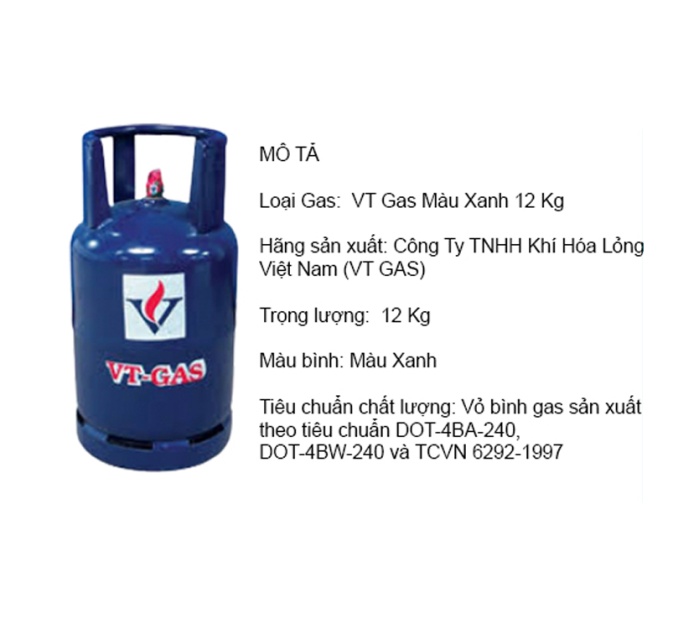 MÔ TẢ
Loại Gas: VT Gas Màu Xanh 12 Kg
Hãng sản xuất: Công Ty TNHH Khí Hóa Lỏng
Việt Nam (VT GAS)
Trọng lượng: 12 Kg
Màu bình: Màu Xanh
Tiêu chuẩn chất lượng: Vỏ bình gas sản xuất
theo tiêu chuẩn DOT-4BA-240,
DOT-4BW-240 và TCVN 6292-1997
VT-GAS